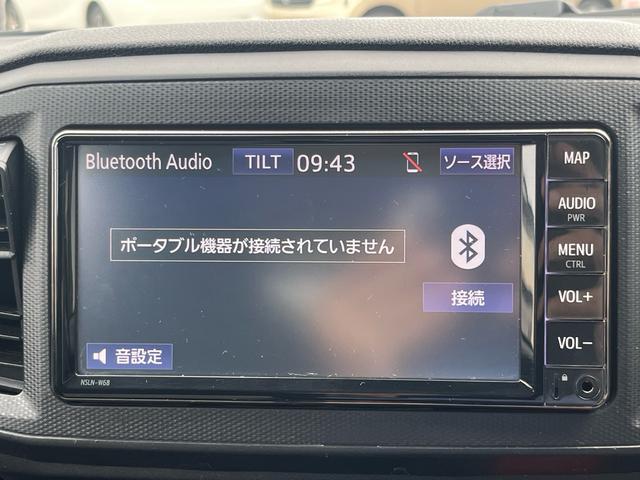 Bluetooth Audio TILT 09:43 ソース選択
ポータブル機器が接続されていません
接続
音設定
NSLN-W68
MAP
AUDIO
PWR
MENU
CTRL
VOL+
VOL-